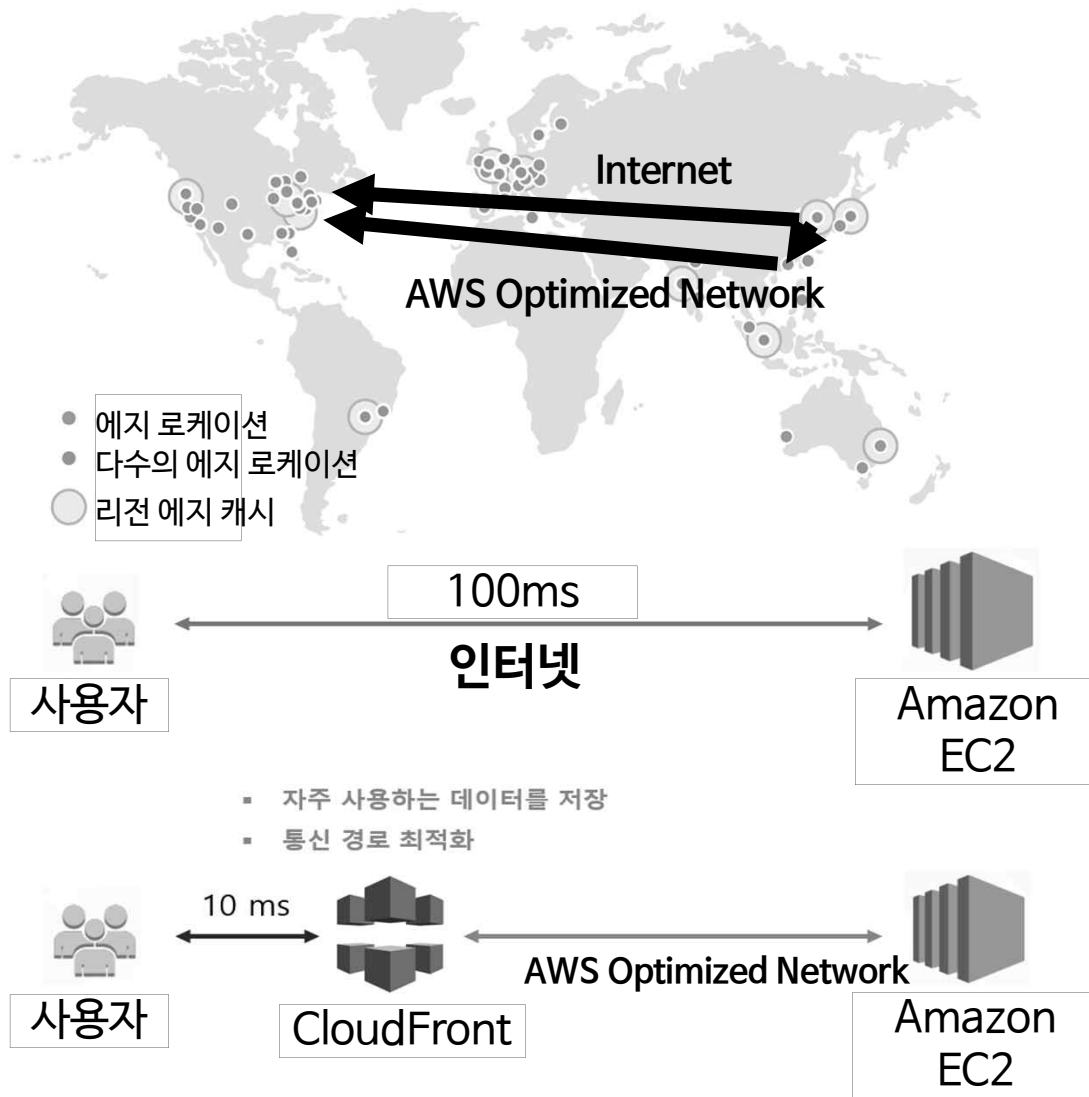 Internet
AWS Optimized Network
에지 로케이션
다수의 에지 로케이션
리전 에지 캐시
100ms
인터넷
사용자
Amazon
EC2
▪ 자주 사용하는 데이터를 저장
▪ 통신 경로 최적화
10 ms
AWS Optimized Network
사용자
CloudFront
Amazon
EC2